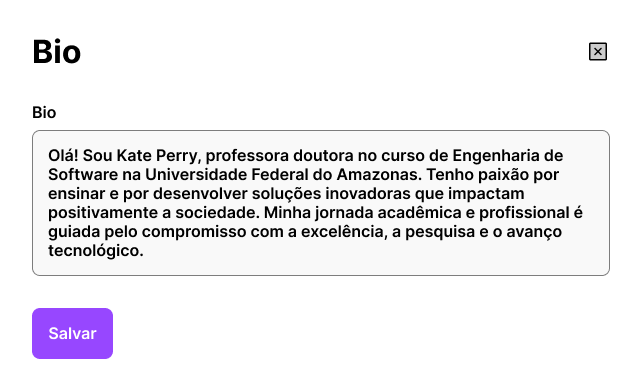 Bio
Bio
Olá! Sou Kate Perry, professora doutora no curso de Engenharia de
Software na Universidade Federal do Amazonas. Tenho paixão por
ensinar e por desenvolver soluções inovadoras que impactam
positivamente a sociedade. Minha jornada acadêmica e profissional é
guiada pelo compromisso com a excelência, a pesquisa e o avanço
tecnológico.
Salvar